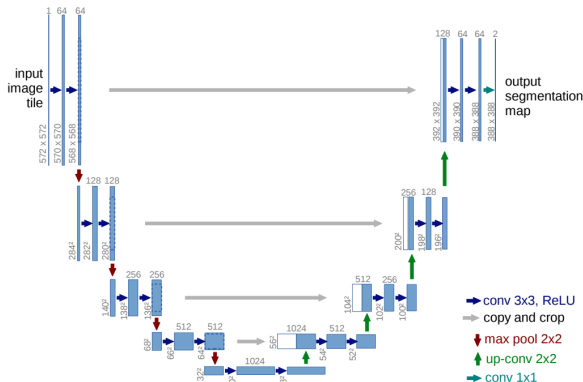 1 64 64
128 64 64 2
input
image
tile
output
segmentation
map
572 x 572
570 x 570
568 x 568
392 x 392
390 x 390
388 x 388
388 x 388
128 128
256 128
284²
282²
280²
200²
198²
196²
256 256
512 256
140²
138²
136²
104²
102²
100²
512 512
1024 512
68²
66²
64²
56²
54²
52²
1024
32²
conv 3x3, ReLU
copy and crop
max pool 2x2
up-conv 2x2
conv 1x1